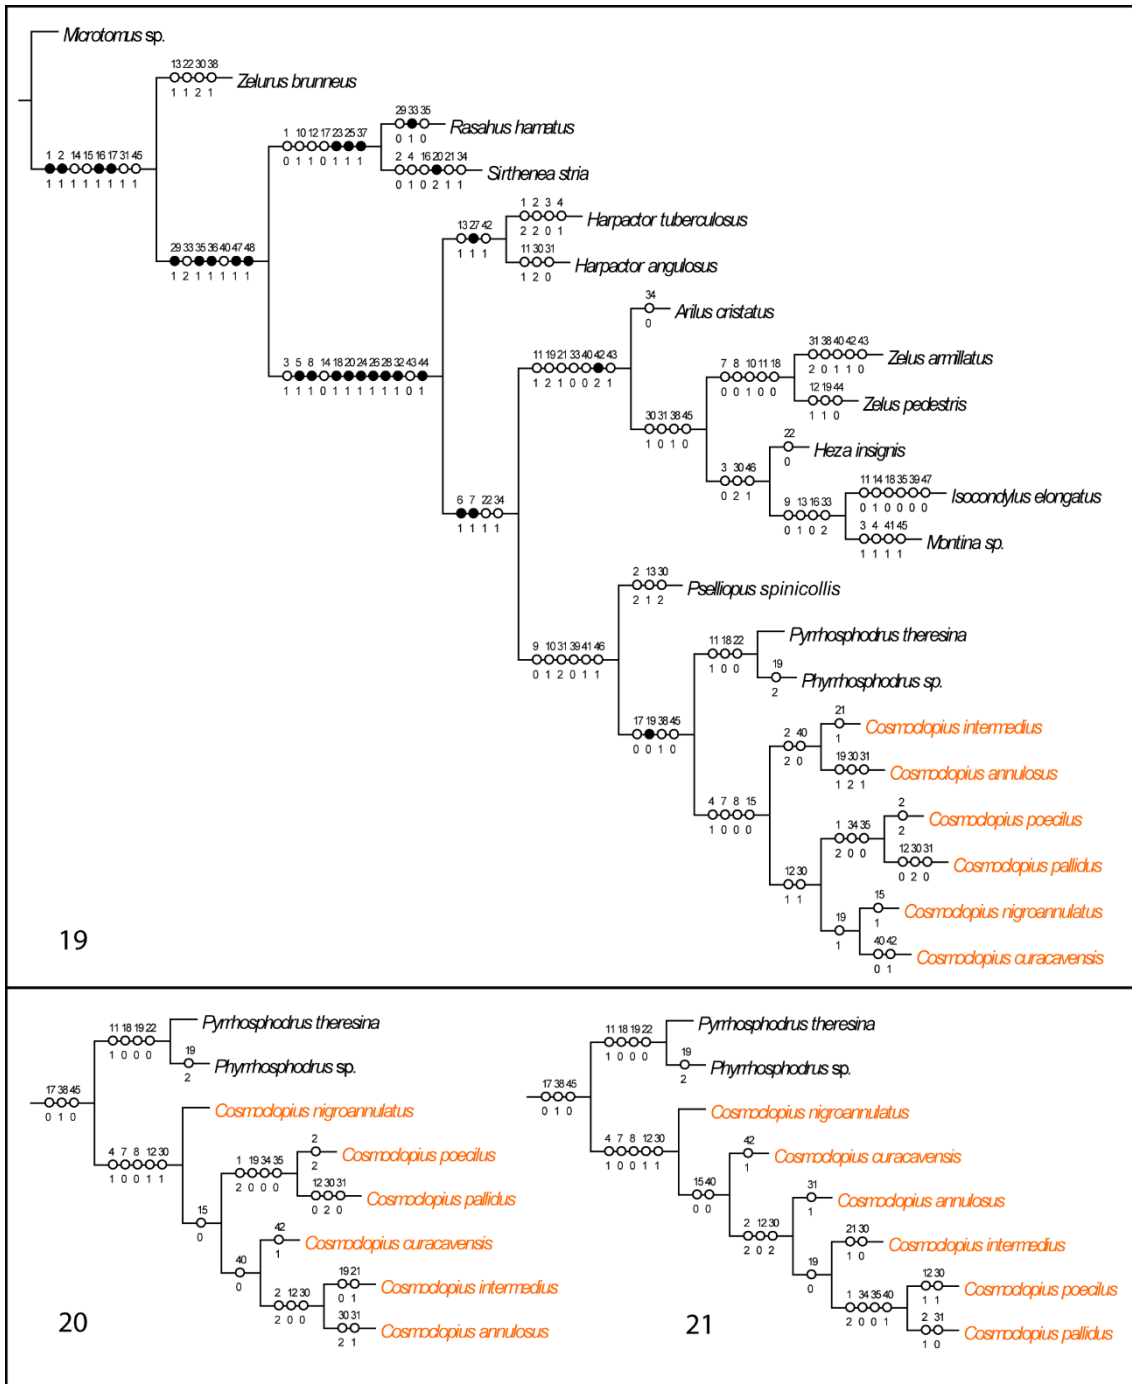 Microtomus sp.
13 22 30 38
1 1 2 1
Zelurus brunneus
1 2 14 15 16 17 31 45
1 1 1 1 1 1 1 1
1 10 12 17 23 25 37
0 1 1 0 1 1 1
29 33 35
0 1 0
Rasahus hamatus
2 4 16 20 21 34
0 1 0 2 1 1
Sirthenea stria
29 33 35 36 40 47 48
1 2 1 1 1 1 1
13 27 42
1 1 1
1 2 3 4
2 2 0 1
Harpactor tuberculosus
11 30 31
1 2 0
Harpactor angulosus
3 5 8 14 18 20 24 26 28 32 43 44
1 1 1 0 1 1 1 1 1 1 0 1
11 19 21 33 40 42 43
1 2 1 0 0 2 1
34
0
Arilus cristatus
7 8 10 11 18
0 0 1 0 0
31 38 40 42 43
2 0 1 1 0
Zelus armillatus
12 19 44
1 1 0
Zelus pedestris
30 31 38 45
1 0 1 0
22
0
Heza insignis
3 30 46
0 2 1
11 14 18 35 39 47
0 1 0 0 0 0
Isocondylus elongatus
9 13 16 33
0 1 0 2
3 4 41 45
1 1 1 1
Montina sp.
6 7 22 34
1 1 1 1
2 13 30
2 1 2
Pselliopus spinicollis
9 10 31 39 41 46
0 1 2 0 1 1
11 18 22
1 0 0
Pyrrhosphodrus theresina
19
2
Phyrrhosphodrus sp.
17 19 38 45
0 0 1 0
21
1
Cosmoclopius intermedius
2 40
2 0
19 30 31
1 2 1
Cosmoclopius annulosus
4 7 8 15
1 0 0 0
2
2
Cosmoclopius poecilus
1 34 35
2 0 0
12 30 31
0 2 0
Cosmoclopius pallidus
12 30
1 1
15
1
Cosmoclopius nigroannulatus
19
1
40 42
0 1
Cosmoclopius curacavensis
19
11 18 19 22
1 0 0 0
Pyrrhosphodrus theresina
19
2
Phyrrhosphodrus sp.
17 38 45
0 1 0
Cosmoclopius nigroannulatus
4 7 8 12 30
1 0 0 1 1
2
2
Cosmoclopius poecilus
1 19 34 35
2 0 0 0
12 30 31
0 2 0
Cosmoclopius pallidus
15
0
42
1
Cosmoclopius curacavensis
40
0
19 21
0 1
Cosmoclopius intermedius
2 12 30
2 0 0
30 31
2 1
Cosmoclopius annulosus
20
11 18 19 22
1 0 0 0
Pyrrhosphodrus theresina
19
2
Phyrrhosphodrus sp.
17 38 45
0 1 0
Cosmoclopius nigroannulatus
4 7 8 12 30
1 0 0 1 1
42
1
Cosmoclopius curacavensis
15 40
0 0
31
1
Cosmoclopius annulosus
2 12 30
2 0 2
21 30
1 0
Cosmoclopius intermedius
19
0
12 30
1 1
Cosmoclopius poecilus
1 34 35 40
2 0 0 1
2 31
1 0
Cosmoclopius pallidus
21